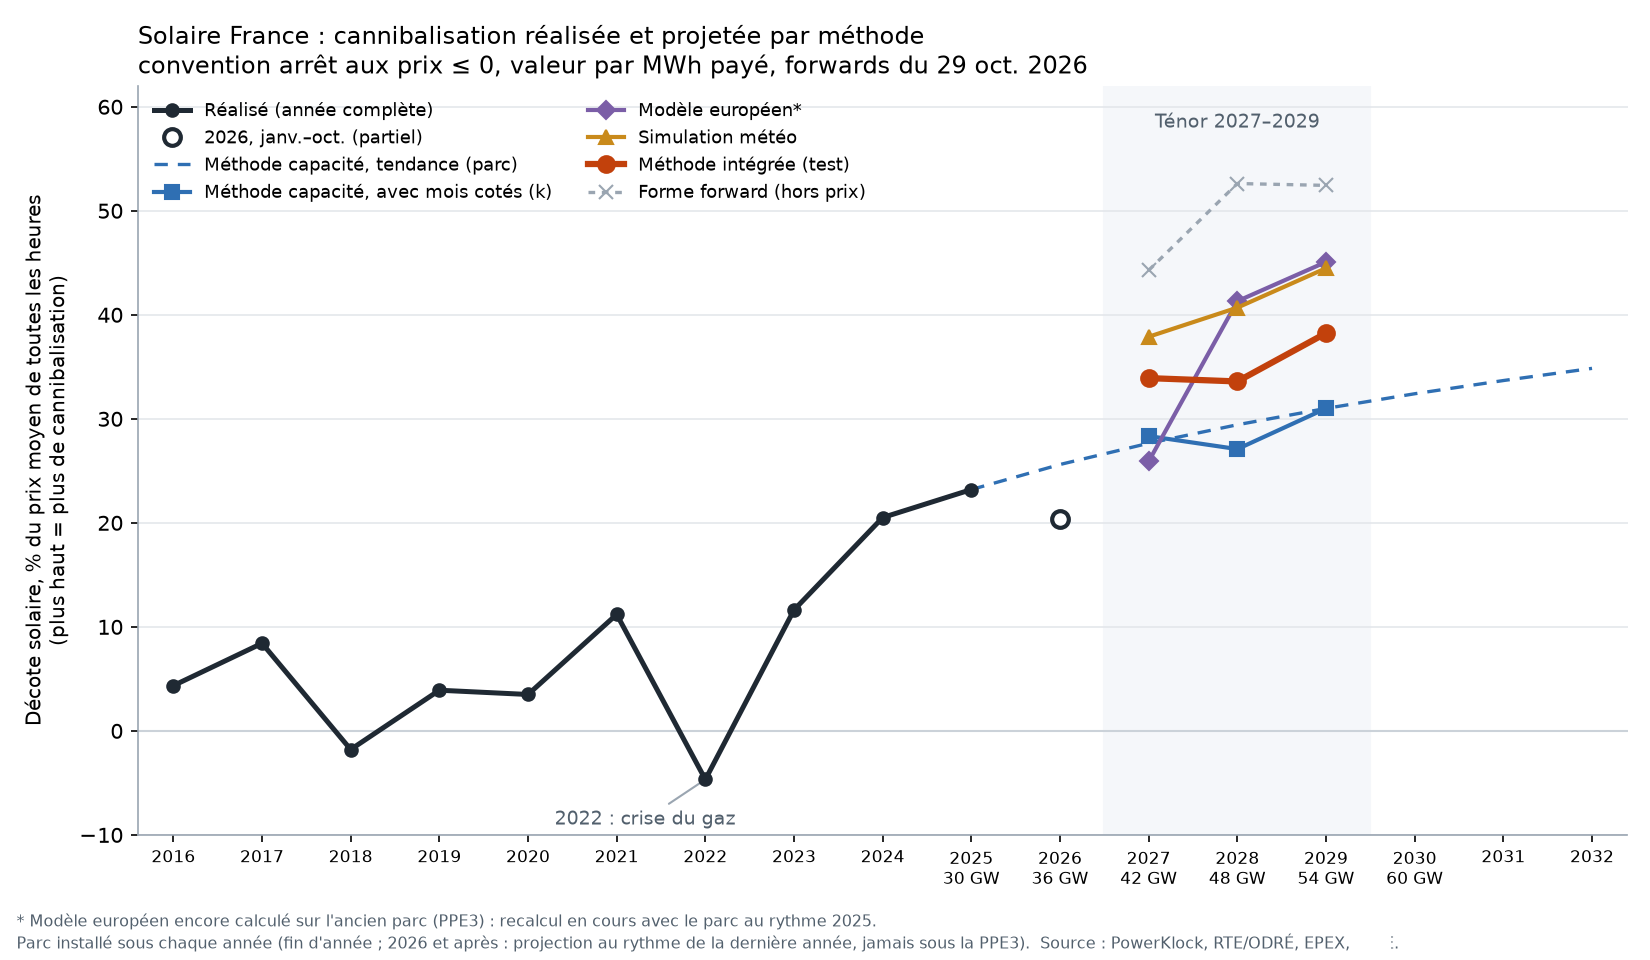 Solaire France : cannibalisation réalisée et projetée par méthode
convention arrêt aux prix ≤ 0, valeur par MWh payé, forwards du 29 oct. 2026
Réalisé (année complète)
2026, janv.–oct. (partiel)
Méthode capacité, tendance (parc)
Méthode capacité, avec mois cotés (k)
Modèle européen*
Simulation météo
Méthode intégrée (test)
Forme forward (hors prix)
Ténor 2027–2029
Décote solaire, % du prix moyen de toutes les heures
(plus haut = plus de cannibalisation)
60
50
40
30
20
10
0
−10
2022 : crise du gaz
2016 2017 2018 2019 2020 2021 2022 2023 2024 2025 2026 2027 2028 2029 2030 2031 2032
30 GW 36 GW 42 GW 48 GW 54 GW 60 GW
* Modèle européen encore calculé sur l'ancien parc (PPE3) : recalcul en cours avec le parc au rythme 2025.
Parc installé sous chaque année (fin d'année ; 2026 et après : projection au rythme de la dernière année, jamais sous la PPE3). Source : PowerKlock, RTE/ODRÉ, EPEX,